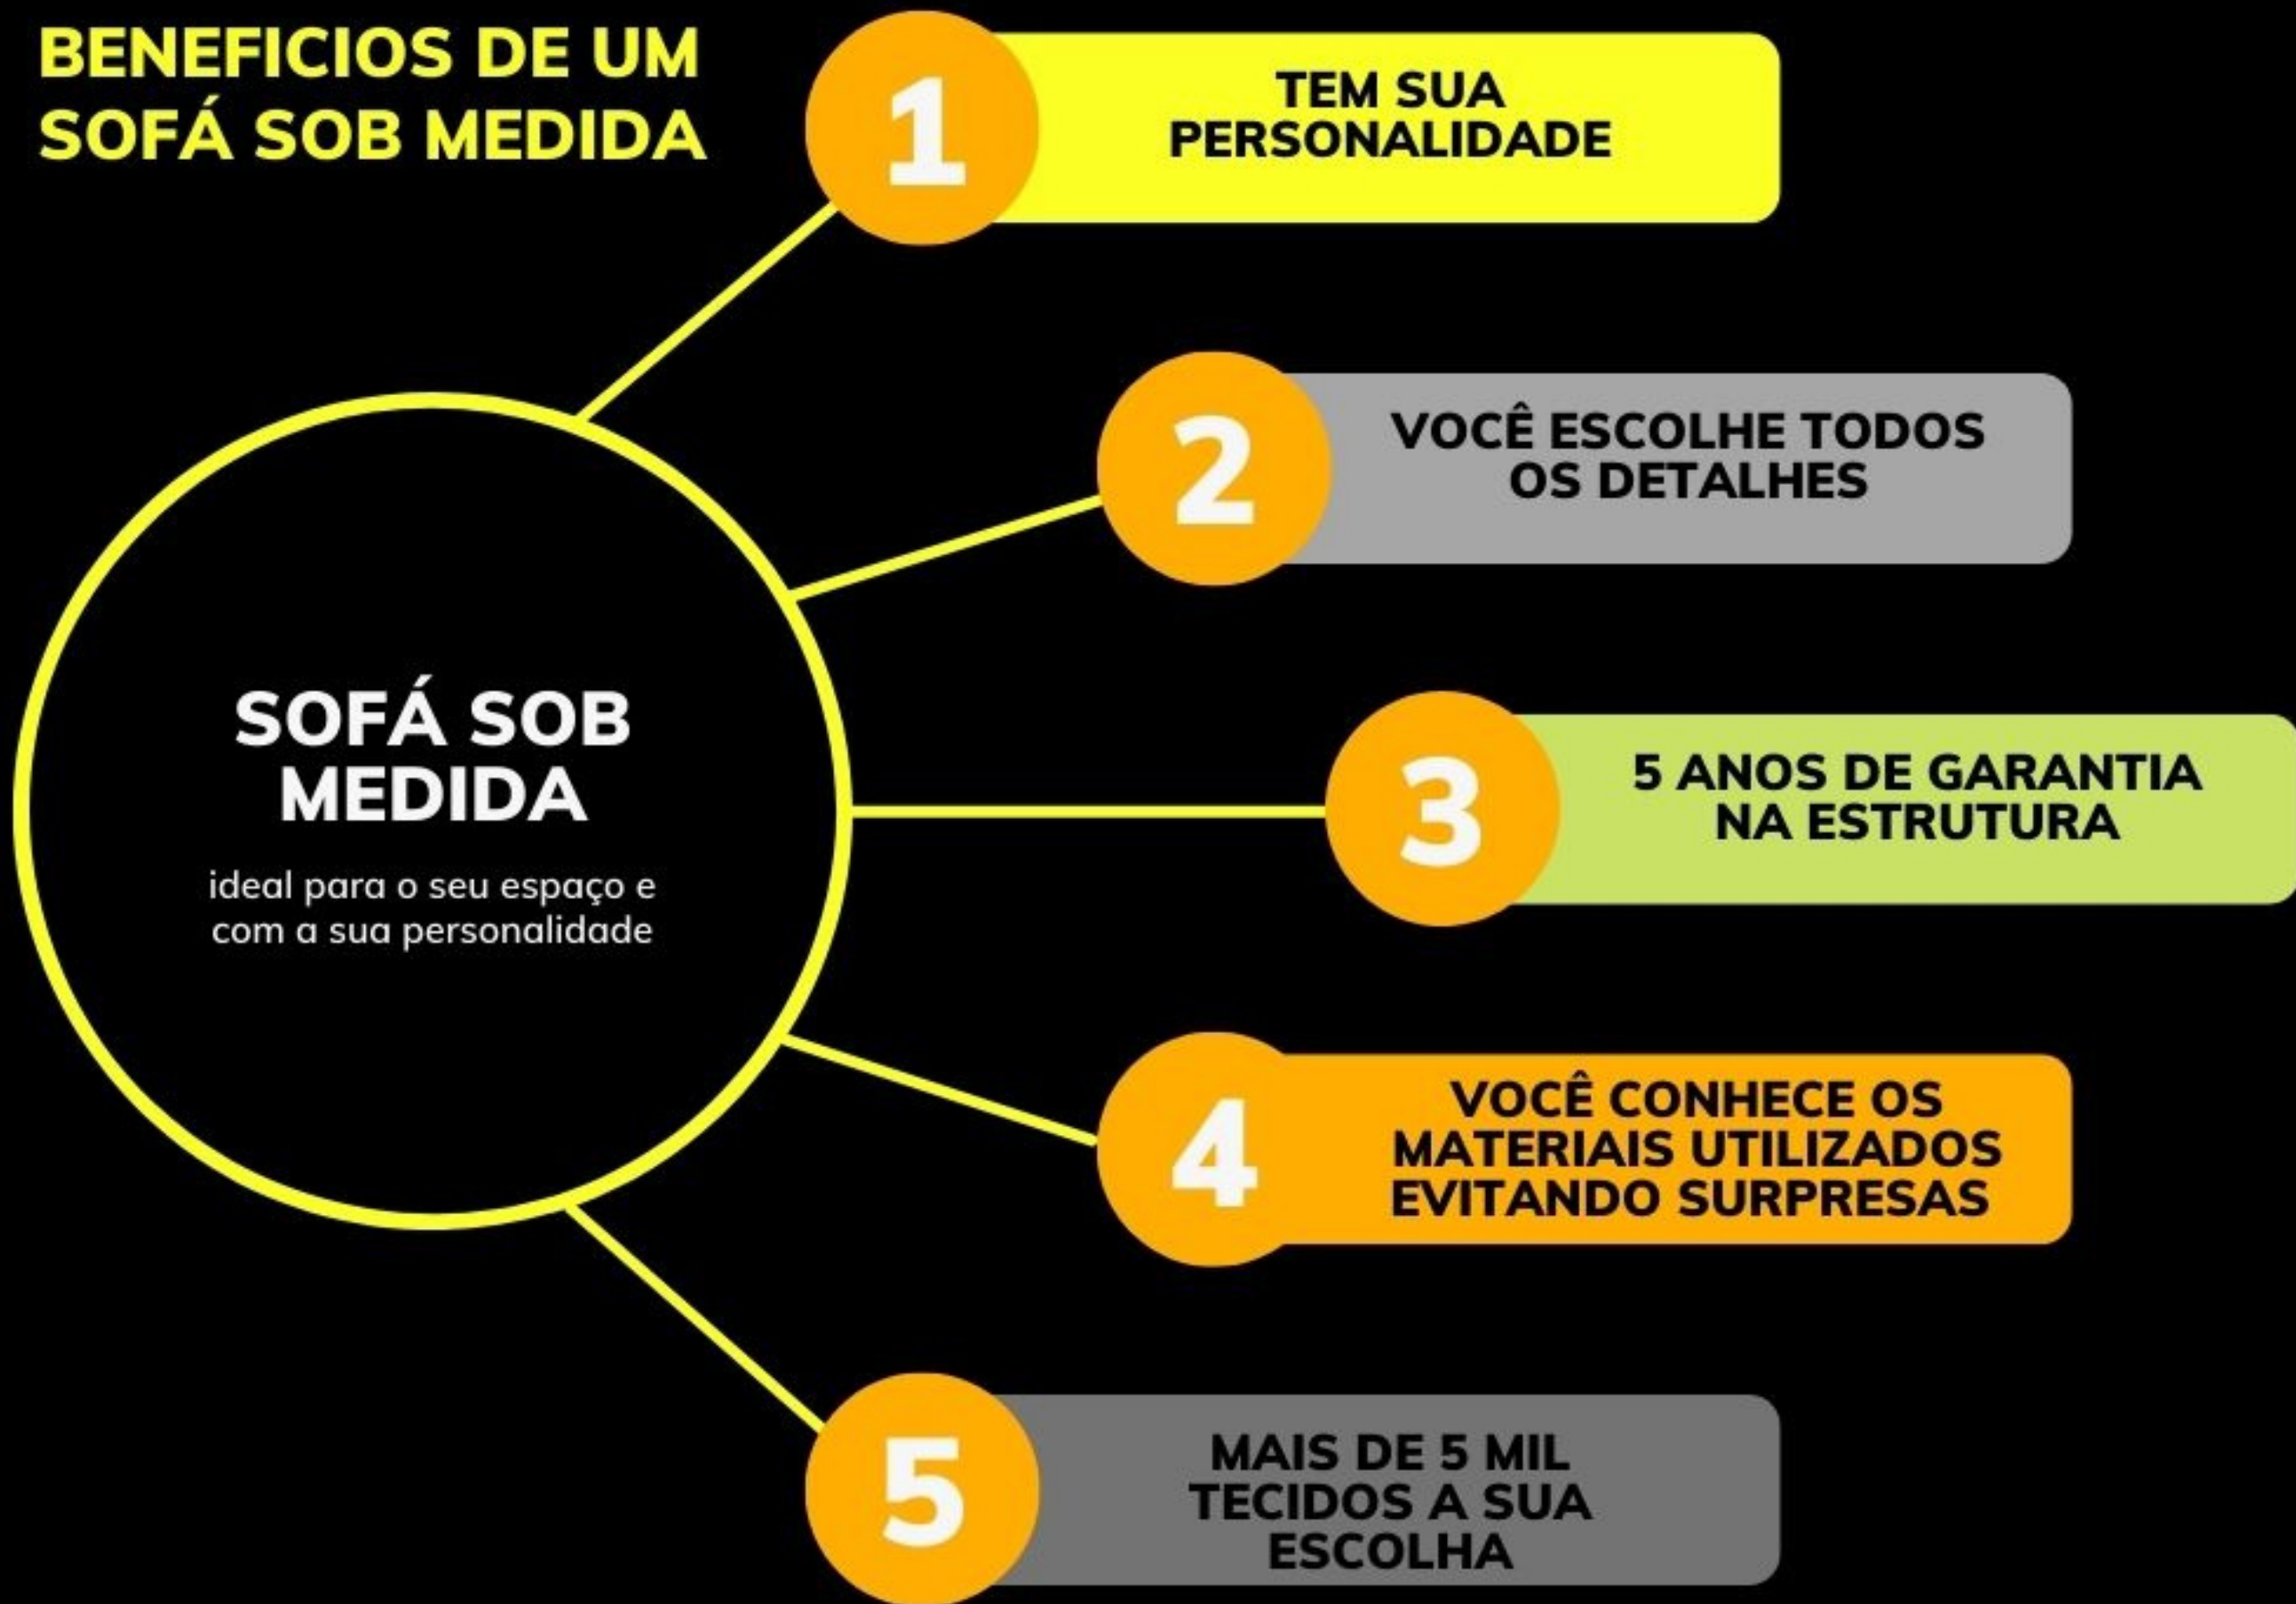 BENEFICIOS DE UM
SOFÁ SOB MEDIDA
1
TEM SUA
PERSONALIDADE
2
VOCÊ ESCOLHE TODOS
OS DETALHES
SOFÁ SOB
MEDIDA
ideal para o seu espaço e
com a sua personalidade
3
5 ANOS DE GARANTIA
NA ESTRUTURA
4
VOCÊ CONHECE OS
MATERIAIS UTILIZADOS
EVITANDO SURPRESAS
5
MAIS DE 5 MIL
TECIDOS A SUA
ESCOLHA